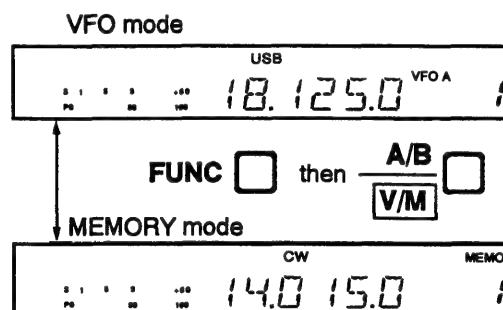 VFO mode
USB
18.125.0 VFO A
FUNC then A/B
V/M
MEMORY mode
CW MEMO
14.015.0